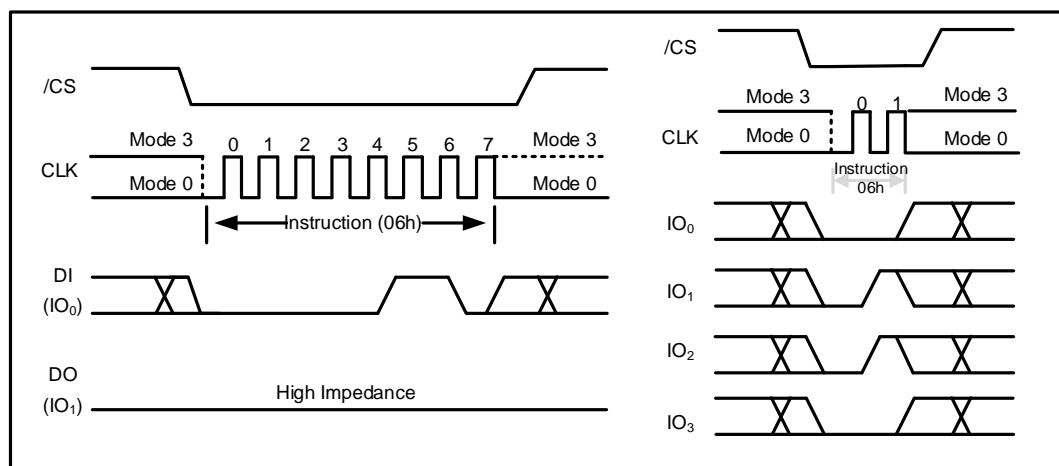 /CS
Mode 3
0 1 2 3 4 5 6 7
Mode 3
CLK
Mode 0
Mode 0
Instruction (06h)
DI
(IO₀)
DO
(IO₁)
High Impedance
/CS
Mode 3
0 1
Mode 3
CLK
Mode 0
Mode 0
Instruction
06h
IO₀
IO₁
IO₂
IO₃